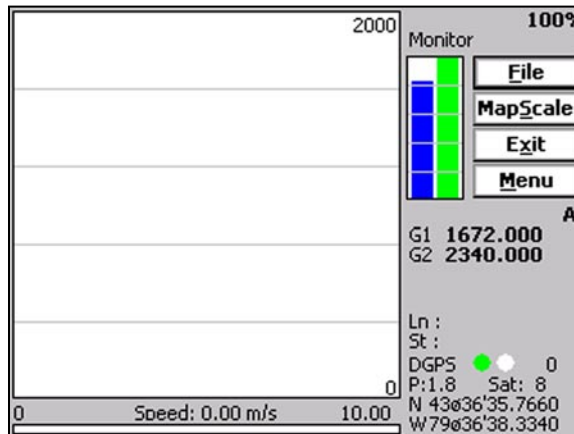 2000
100%
Monitor
File
MapScale
Exit
Menu
A
G1 1672.000
G2 2340.000
Ln :
St :
DGPS 0
0
P:1.8 Sat: 8
0 Speed: 0.00 m/s 10.00
N 43ø36'35.7660
W79ø36'38.3340